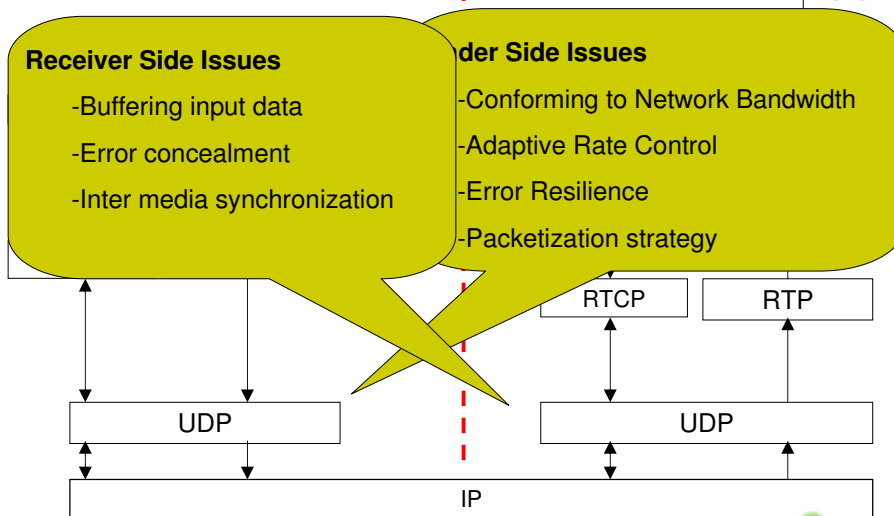 Receiver Side Issues
-Buffering input data
-Error concealment
-Inter media synchronization
der Side Issues
-Conforming to Network Bandwidth
-Adaptive Rate Control
-Error Resilience
-Packetization strategy
RTCP
RTP
UDP
UDP
IP